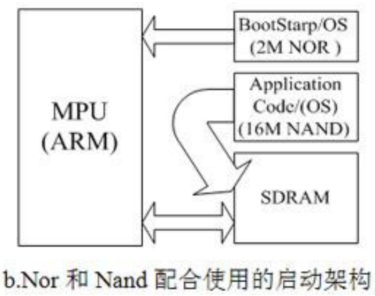 BootStarp/OS
(2M NOR )
MPU
(ARM)
Application
Code/(OS)
(16M NAND)
SDRAM
b.Nor 和 Nand 配合使用的启动架构